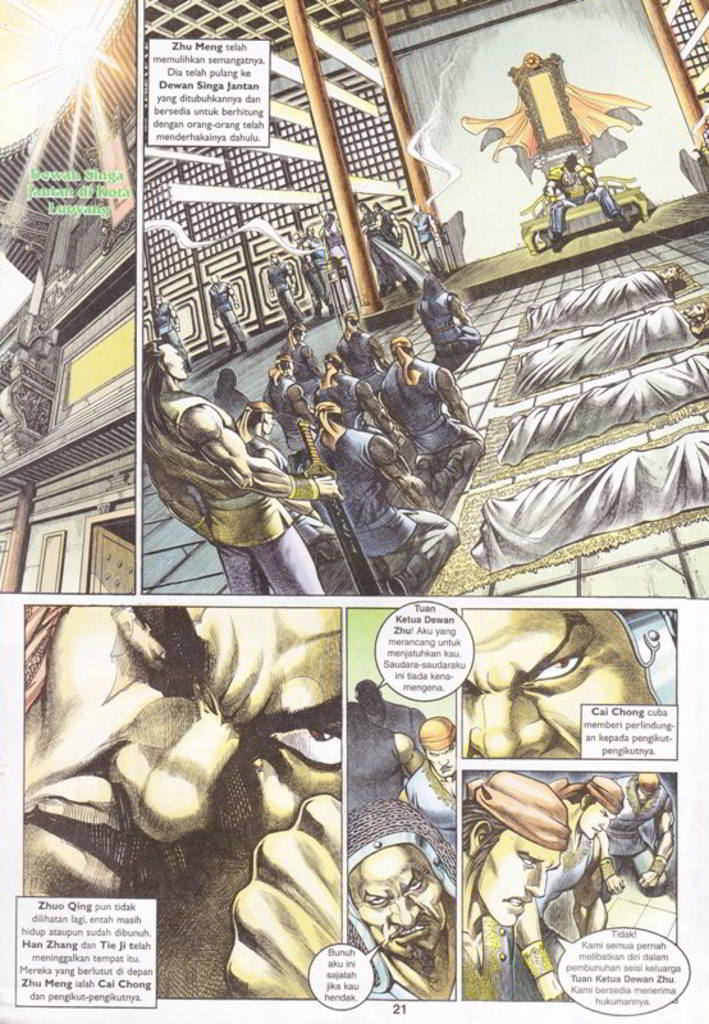 Dewan Singa
Jantan di Kota
Luoyang
Zhu Meng telah
memulihkan semangatnya.
Dia telah pulang ke
Dewan Singa Jantan
yang ditubuhkannya dan
bersedia untuk berhitung
dengan orang-orang telah
menderhakainya dahulu.
Zhuo Qing pun tidak
dilihatan lagi, entah masih
hidup ataupun sudah dibunuh.
Han Zhang dan Tie Ji telah
meninggalkan tempat itu.
Mereka yang berlutut di depan
Zhu Meng ialah Cai Chong
dan pengikut-pengikutnya.
Tuan
Ketua Dewan
Zhu! Aku yang
merancang untuk
menjatuhkan kau.
Saudara-saudaraku
ini tiada kena-
mengena.
Bunuh
aku ini
sajalah
jika kau
hendak.
Cai Chong cuba
memberi perlindung-
an kepada pengikut-
pengikutnya.
Tidak!
Kami semua pernah
melibatkan diri dalam
pembunuhan seisi keluarga
Tuan Ketua Dewan Zhu.
Kami bersedia menerima
hukumannya.
21